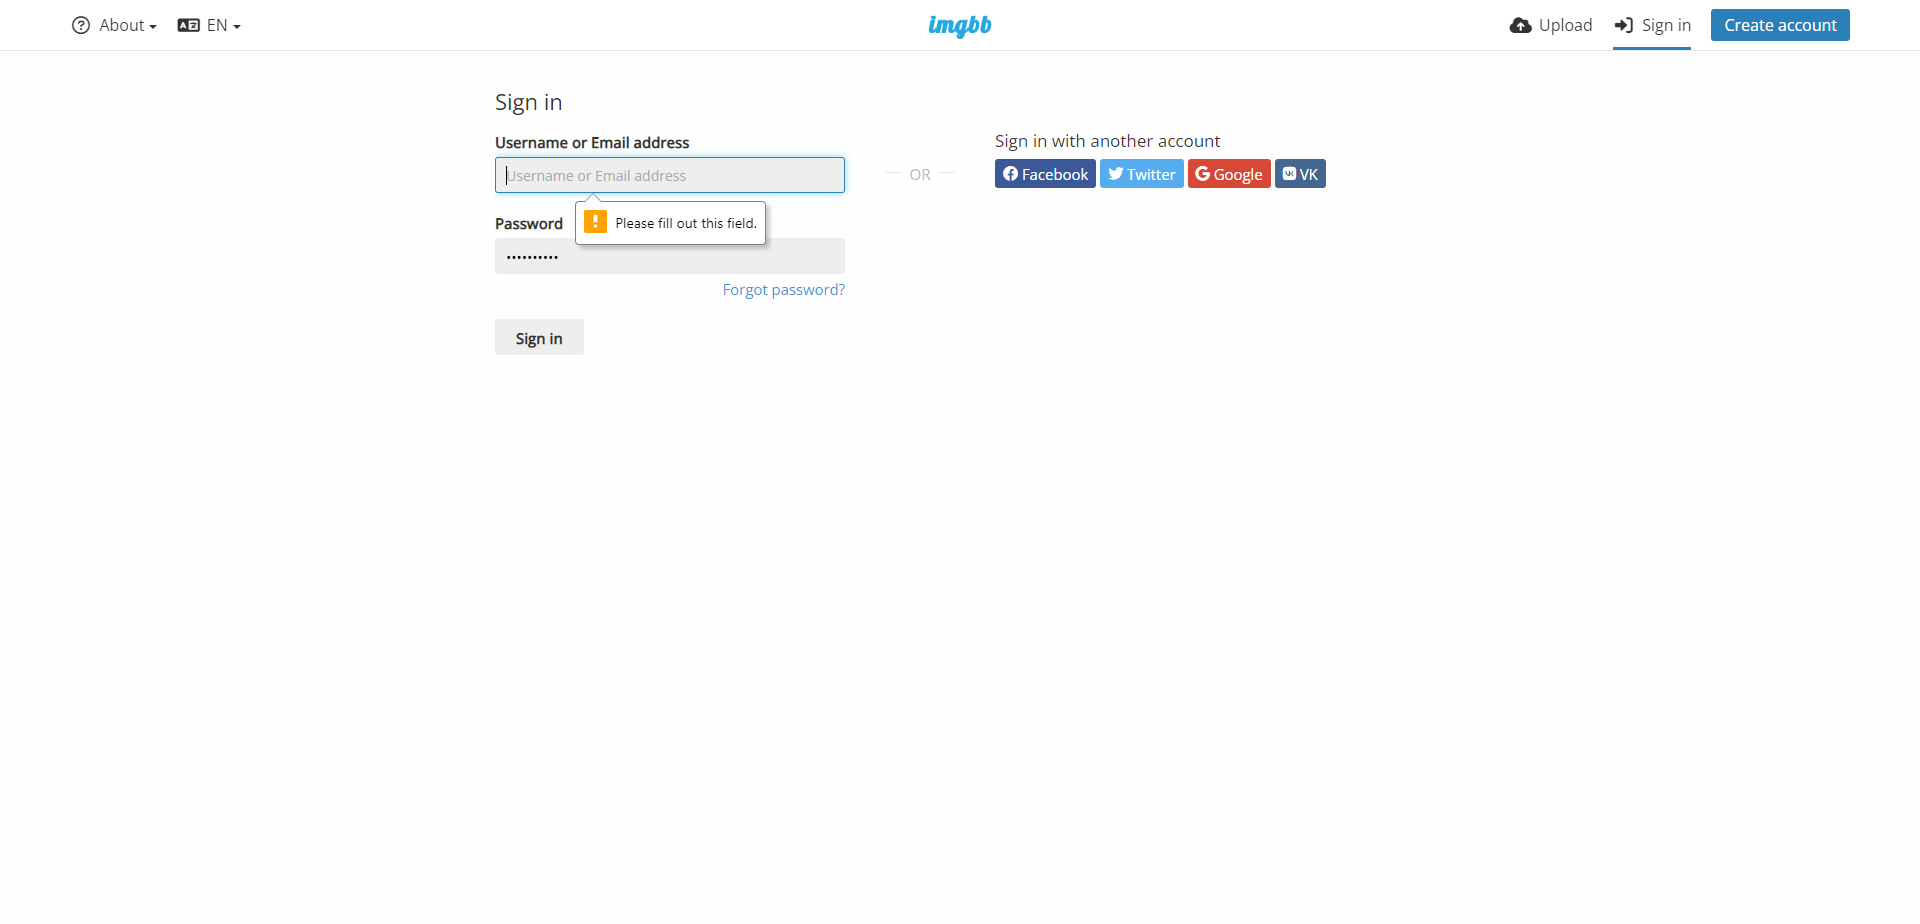 About EN imgbb Upload Sign in Create account
Sign in
Username or Email address
Username or Email address
Please fill out this field.
Password
••••••••••
Forgot password?
Sign in
OR
Sign in with another account
Facebook Twitter Google VK